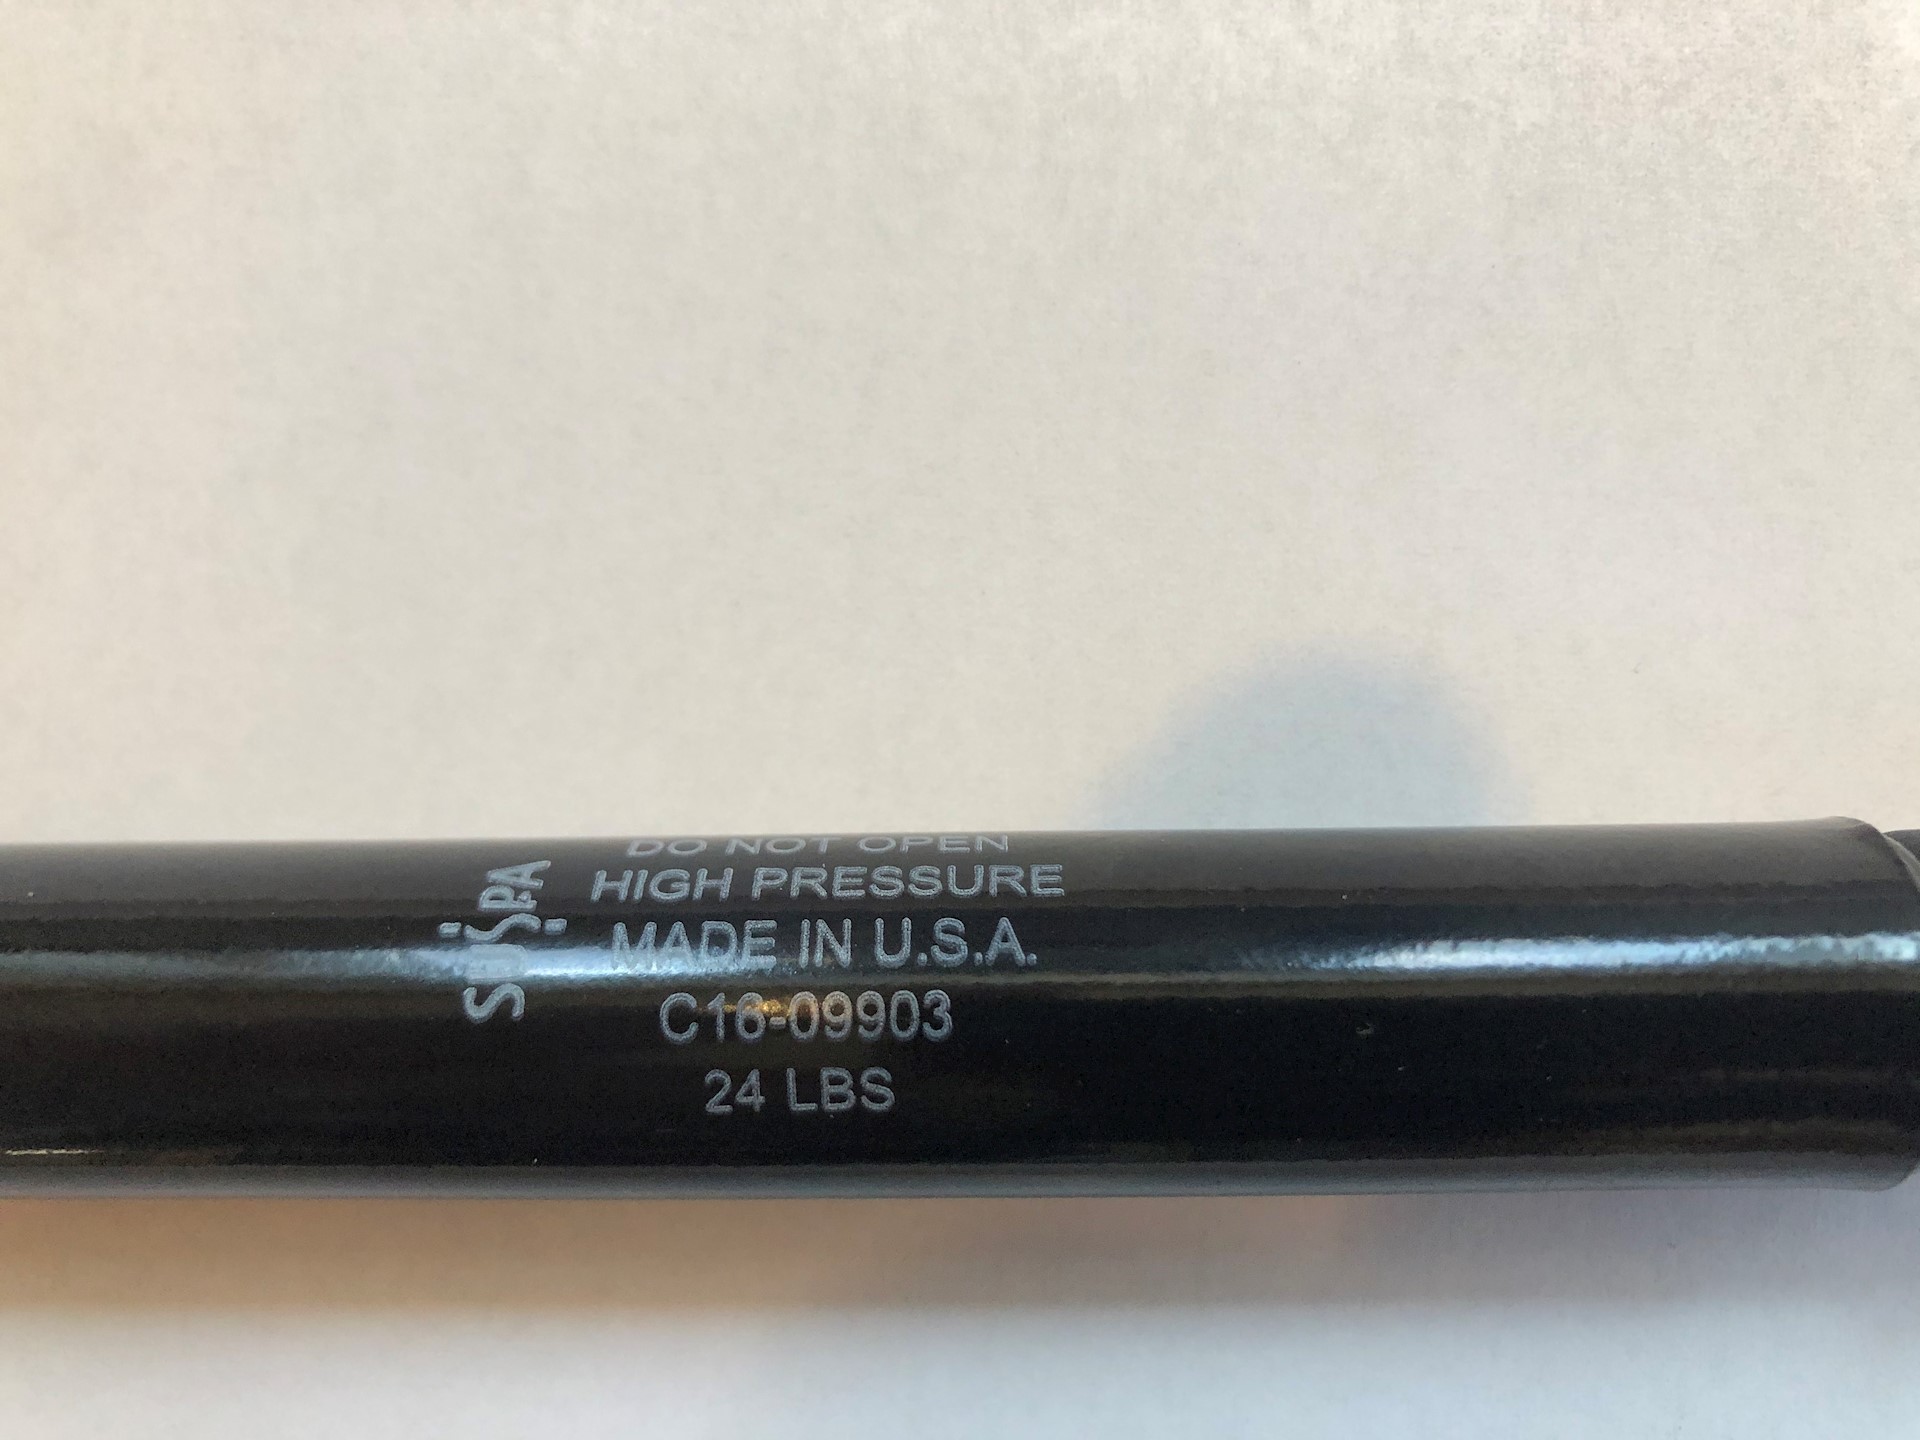 SUSPA
DO NOT OPEN
HIGH PRESSURE
MADE IN U.S.A.
C16-09903
24 LBS